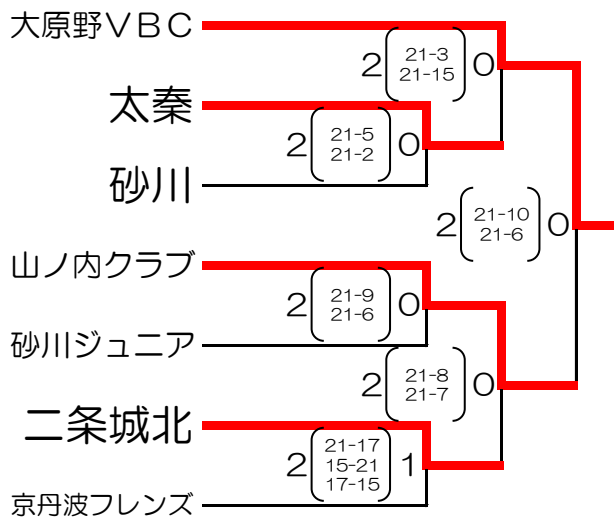 大原野VBC
2 21-3 0
21-15
太秦
2 21-5 0
21-2
砂川
2 21-10 0
21-6
山ノ内クラブ
2 21-9 0
21-6
砂川ジュニア
2 21-8 0
21-7
二条城北
21-17
2 15-21 1
17-15
京丹波フレンズ